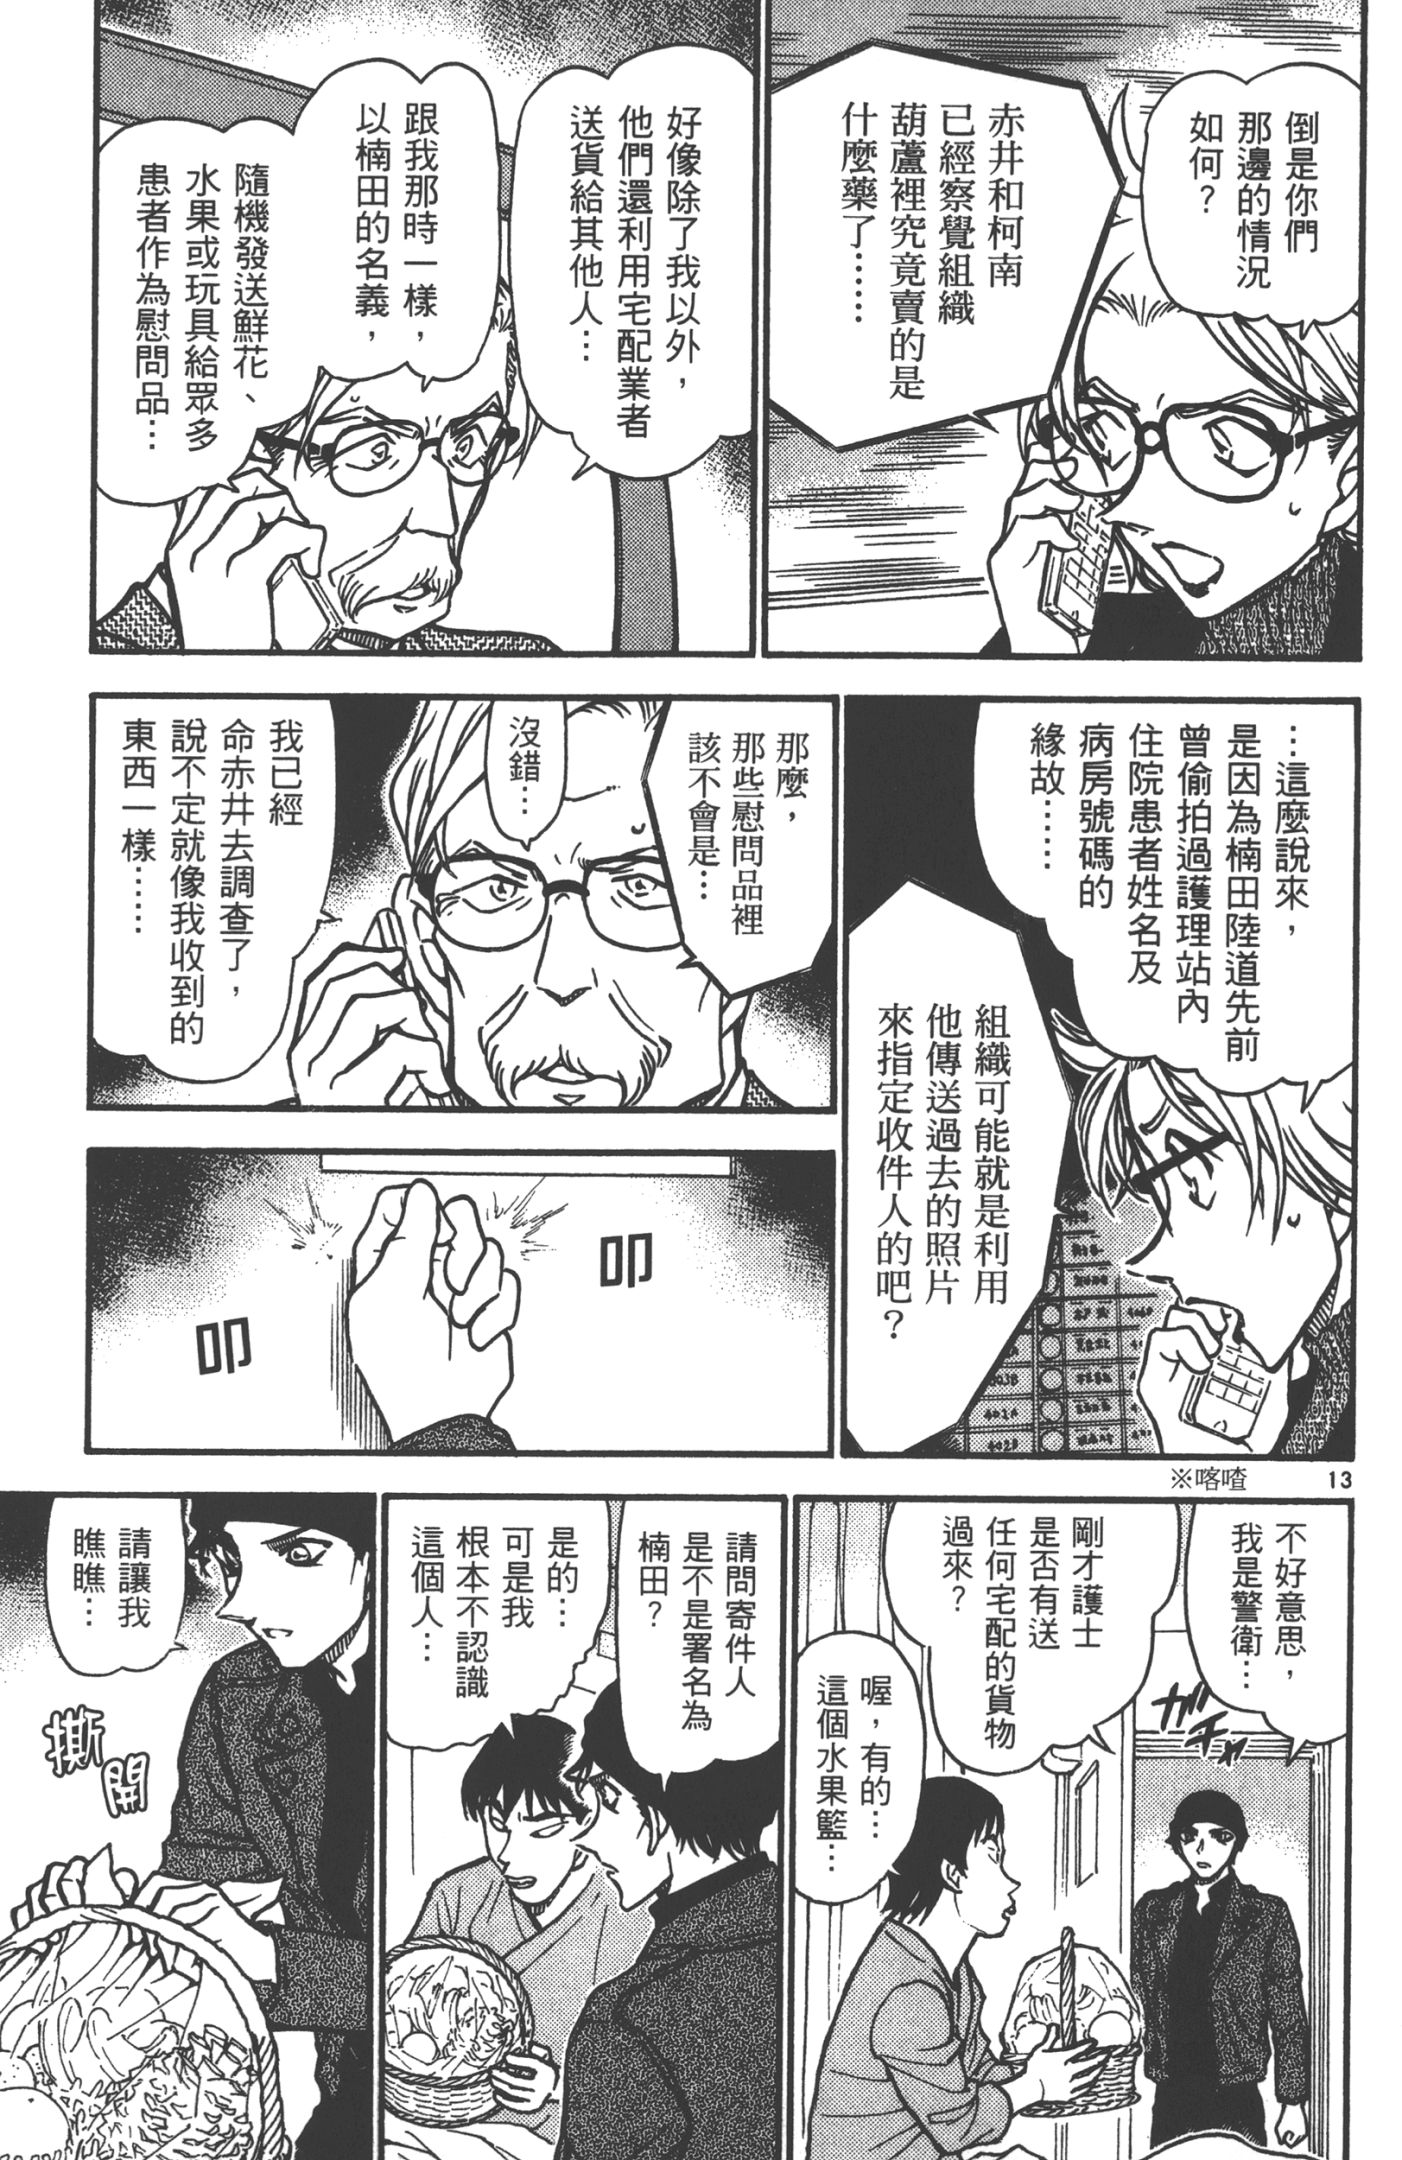 倒是你們
那邊的情況
如何？
赤井和柯南
已經察覺組織
葫蘆裡究竟賣的是
什麼藥了……
好像除了我以外，
他們還利用宅配業者
送貨給其他人…
跟我那時一樣，
以楠田的名義，
隨機發送鮮花、
水果或玩具給眾多
患者作為慰問品…
…這麼說來，
是因為楠田陸道先前
曾偷拍過護理站內
住院患者姓名及
病房號碼的
緣故……
組織可能就是利用
他傳送過去的照片
來指定收件人的吧？
那麼，
那些慰問品裡
該不會是…
沒錯…
我已經
命赤井去調查了，
說不定就像我收到的
東西一樣……
叩
叩
※喀喳
13
不好意思，
我是警衛…
ガチャ
剛才護士
是否有送
任何宅配的貨物
過來？
喔，有的…
這個水果籃…
請問寄件人
是不是署名為
楠田？
是的…
可是我
根本不認識
這個人…
請讓我
瞧瞧…
撕開